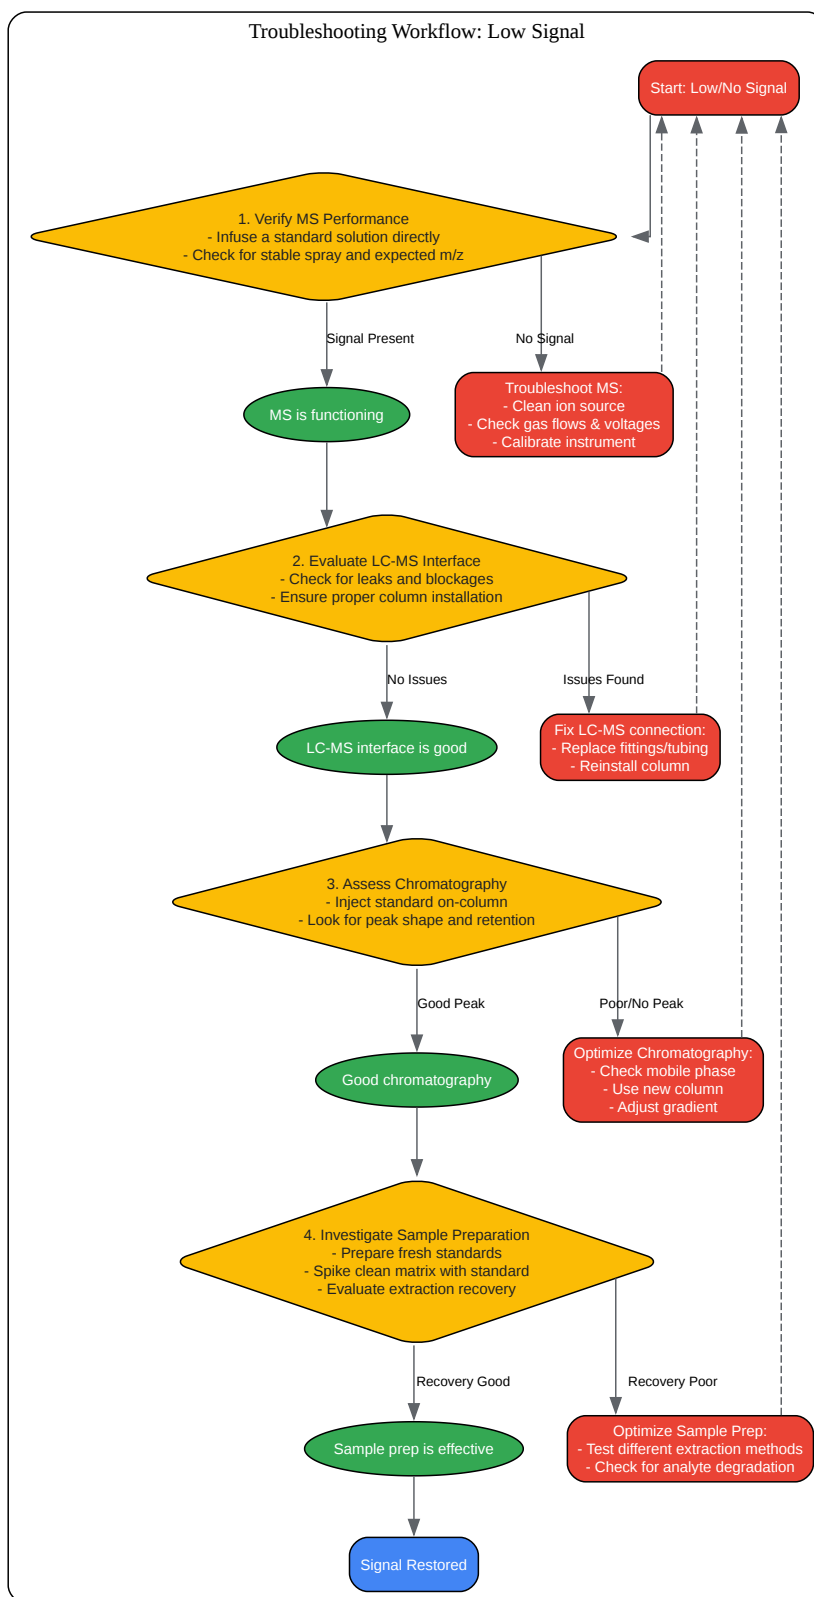 Troubleshooting Workflow: Low Signal
Start: Low/No Signal
1. Verify MS Performance
- Infuse a standard solution directly
- Check for stable spray and expected m/z
Signal Present
No Signal
MS is functioning
Troubleshoot MS:
- Clean ion source
- Check gas flows & voltages
- Calibrate instrument
2. Evaluate LC-MS Interface
- Check for leaks and blockages
- Ensure proper column installation
No Issues
Issues Found
LC-MS interface is good
Fix LC-MS connection:
- Replace fittings/tubing
- Reinstall column
3. Assess Chromatography
- Inject standard on-column
- Look for peak shape and retention
Good Peak
Poor/No Peak
Good chromatography
Optimize Chromatography:
- Check mobile phase
- Use new column
- Adjust gradient
4. Investigate Sample Preparation
- Prepare fresh standards
- Spike clean matrix with standard
- Evaluate extraction recovery
Recovery Good
Recovery Poor
Sample prep is effective
Optimize Sample Prep:
- Test different extraction methods
- Check for analyte degradation
Signal Restored